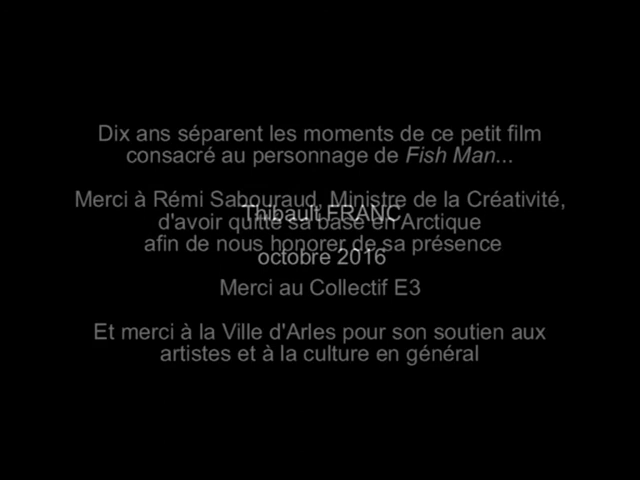 Dix ans séparent les moments de ce petit film
consacré au personnage de Fish Man...
Merci à Rémi Sabouraud, Ministre de la Créativité,
Thibault FRANC
d'avoir quitté sa base en Arctique
afin de nous honorer de sa présence
octobre 2016
Merci au Collectif E3
Et merci à la Ville d'Arles pour son soutien aux
artistes et à la culture en général